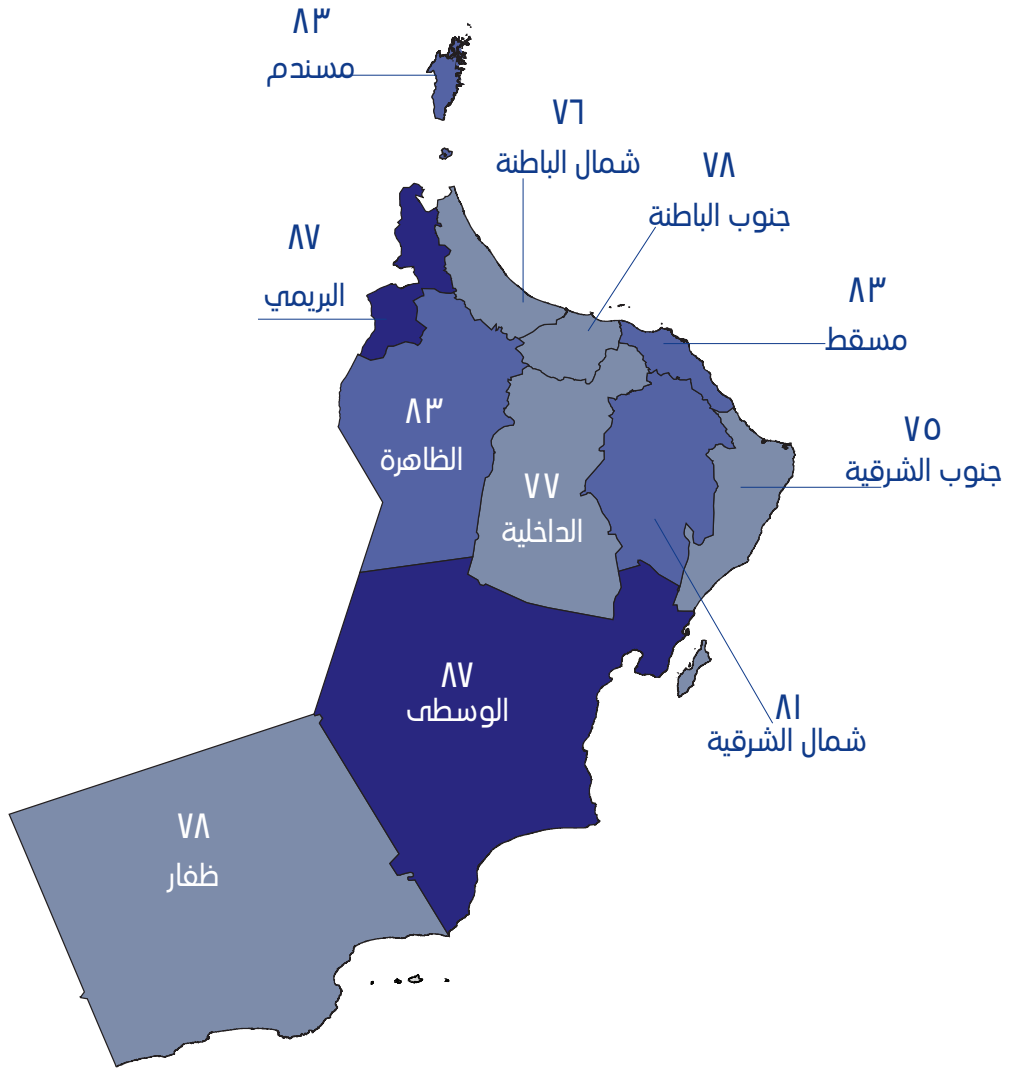 ٨٣
مسندم
٧٦
شمال الباطنة
٧٨
جنوب الباطنة
٨٧
البريمي
٨٣
مسقط
٨٣
الظاهرة
٧٥
جنوب الشرقية
٧٧
الداخلية
٨٧
الوسطى
٨١
شمال الشرقية
٧٨
ظفار